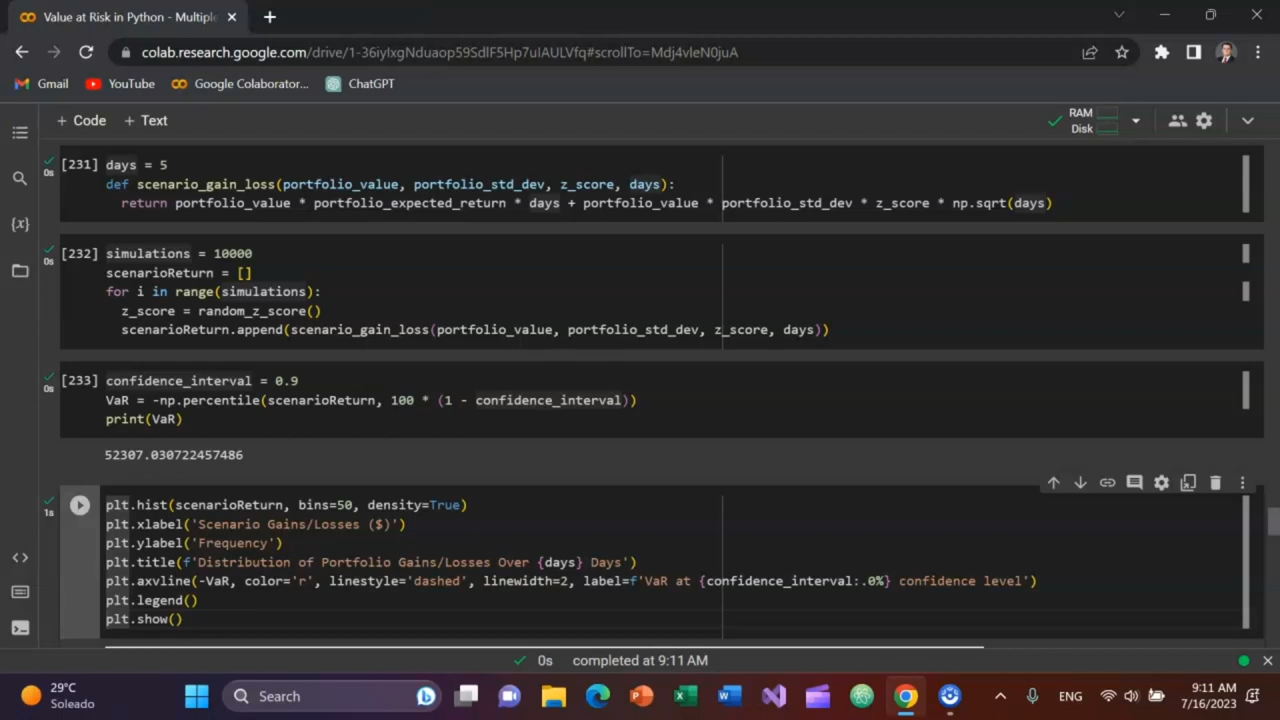 Value at Risk in Python - Multiple
colab.research.google.com/drive/1-36iylxgNduaop59SdlF5Hp7uIAULVfq#scrollTo=Mdj4vleN0juA
Gmail YouTube Google Colaborator... ChatGPT
+ Code + Text
RAM
Disk
[231] days = 5
0s
def scenario_gain_loss(portfolio_value, portfolio_std_dev, z_score, days):
return portfolio_value * portfolio_expected_return * days + portfolio_value * portfolio_std_dev * z_score * np.sqrt(days)
[232] simulations = 10000
0s
scenarioReturn = []
for i in range(simulations):
z_score = random_z_score()
scenarioReturn.append(scenario_gain_loss(portfolio_value, portfolio_std_dev, z_score, days))
[233] confidence_interval = 0.9
0s
VaR = -np.percentile(scenarioReturn, 100 * (1 - confidence_interval))
print(VaR)
52307.030722457486
1s
plt.hist(scenarioReturn, bins=50, density=True)
plt.xlabel('Scenario Gains/Losses ($)')
plt.ylabel('Frequency')
plt.title(f'Distribution of Portfolio Gains/Losses Over {days} Days')
plt.axvline(-VaR, color='r', linestyle='dashed', linewidth=2, label=f'VaR at {confidence_interval:.0%} confidence level')
plt.legend()
plt.show()
0s completed at 9:11 AM
29°C
Soleado
Search
ENG
9:11 AM
7/16/2023